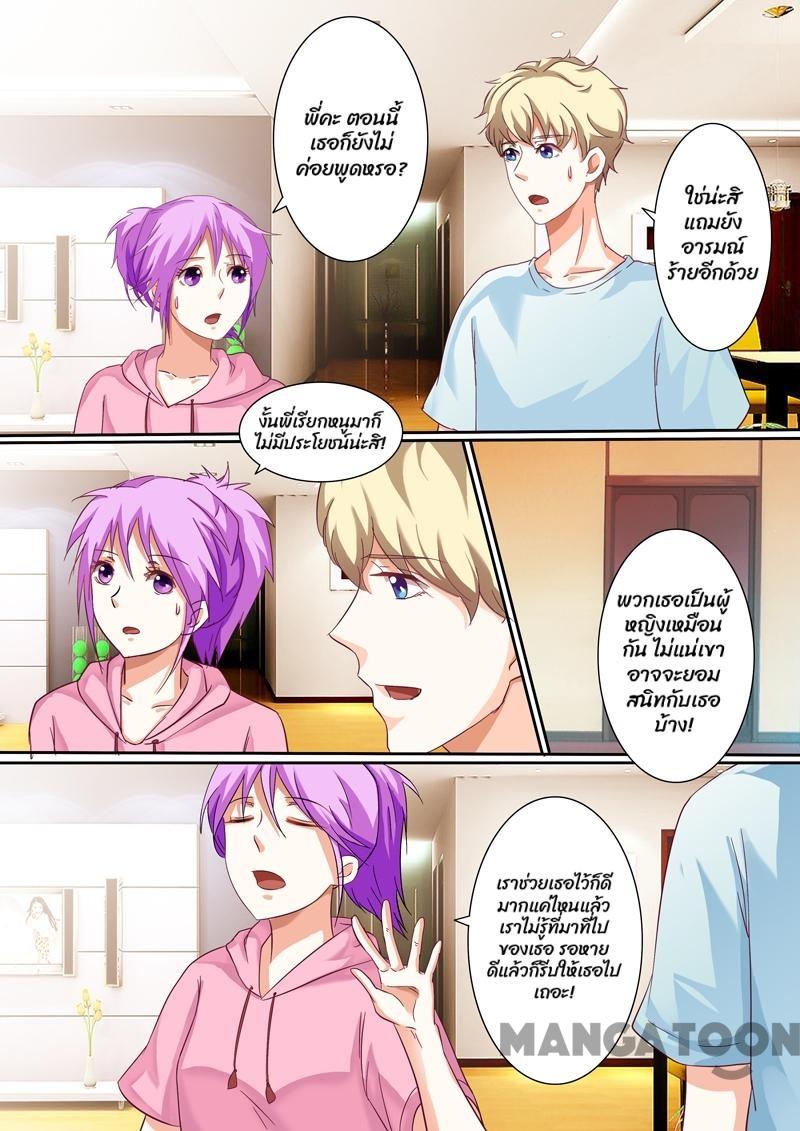 พี่คะ ตอนนี้
เธอก็ยังไม่
ค่อยพูดหรอ?
ใช่น่ะสิ
แถมยัง
อารมณ์
ร้ายอีกด้วย
งั้นพี่เรียกหนูมาก็
ไม่มีประโยชน์น่ะสิ!
พวกเธอเป็นผู้
หญิงเหมือน
กัน ไม่แน่เขา
อาจจะยอม
สนิทกับเธอ
บ้าง!
เราช่วยเธอไว้ก็ดี
มากแค่ไหนแล้ว
เราไม่รู้ที่มาที่ไป
ของเธอ รอหาย
ดีแล้วก็รีบให้เธอไป
เถอะ!
MANGATOON